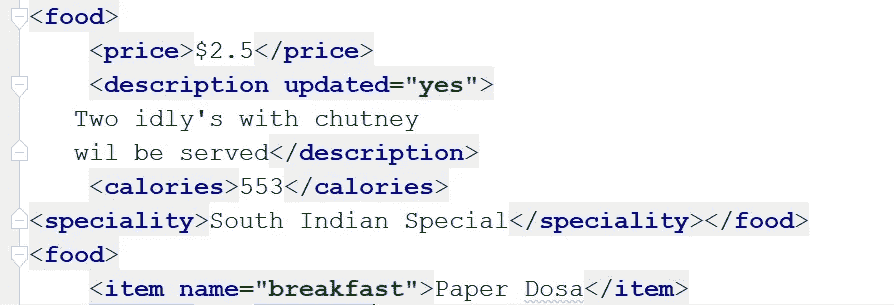 <food>
<price>$2.5</price>
<description updated="yes">
Two idly's with chutney
wil be served</description>
<calories>553</calories>
<speciality>South Indian Special</speciality></food>
<food>
<item name="breakfast">Paper Dosa</item>